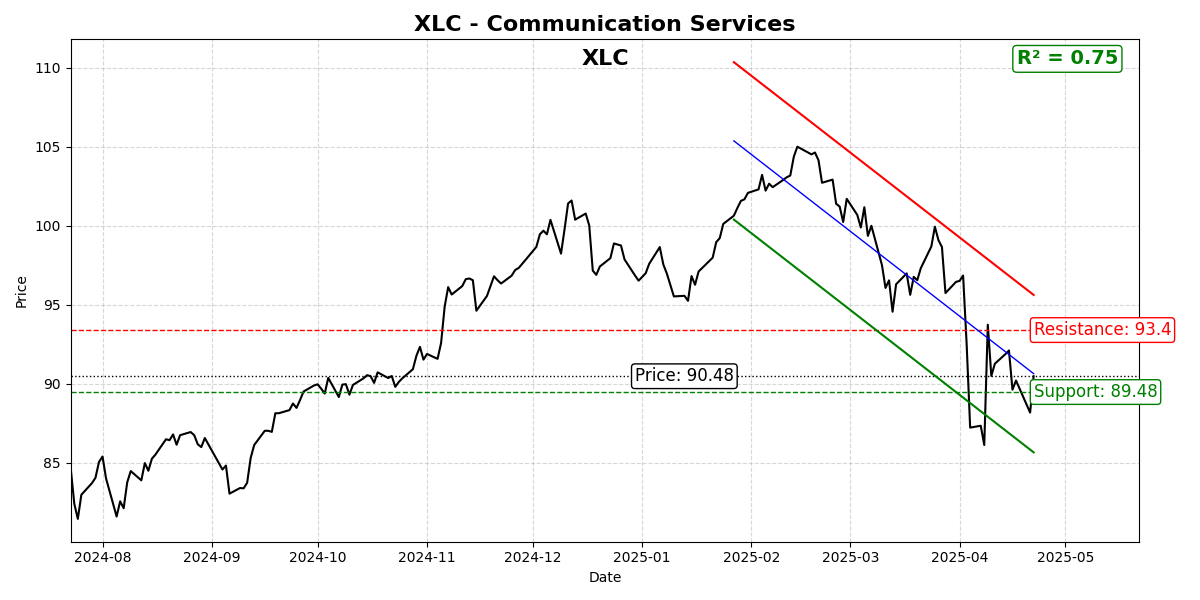 XLC - Communication Services
XLC
R² = 0.75
110
105
100
95
90
85
Price
Resistance: 93.4
Price: 90.48
Support: 89.48
2024-08
2024-09
2024-10
2024-11
2024-12
2025-01
2025-02
2025-03
2025-04
2025-05
Date